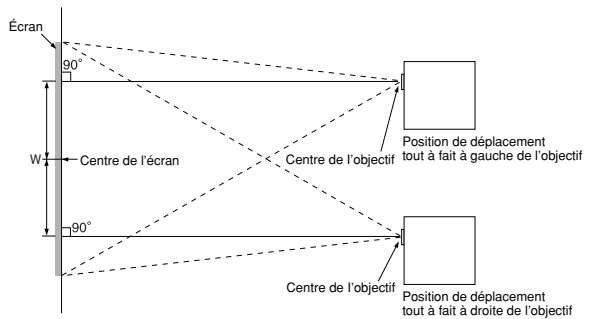 Écran
90°
Centre de l'objectif
Position de déplacement
tout à fait à gauche de l'objectif
W
Centre de l'écran
90°
Centre de l'objectif
Position de déplacement
tout à fait à droite de l'objectif